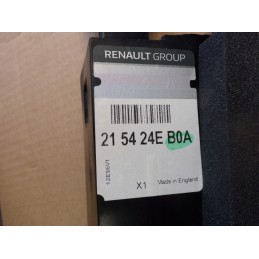 RENAULT GROUP
21 54 24E B0A
X1
Made in England